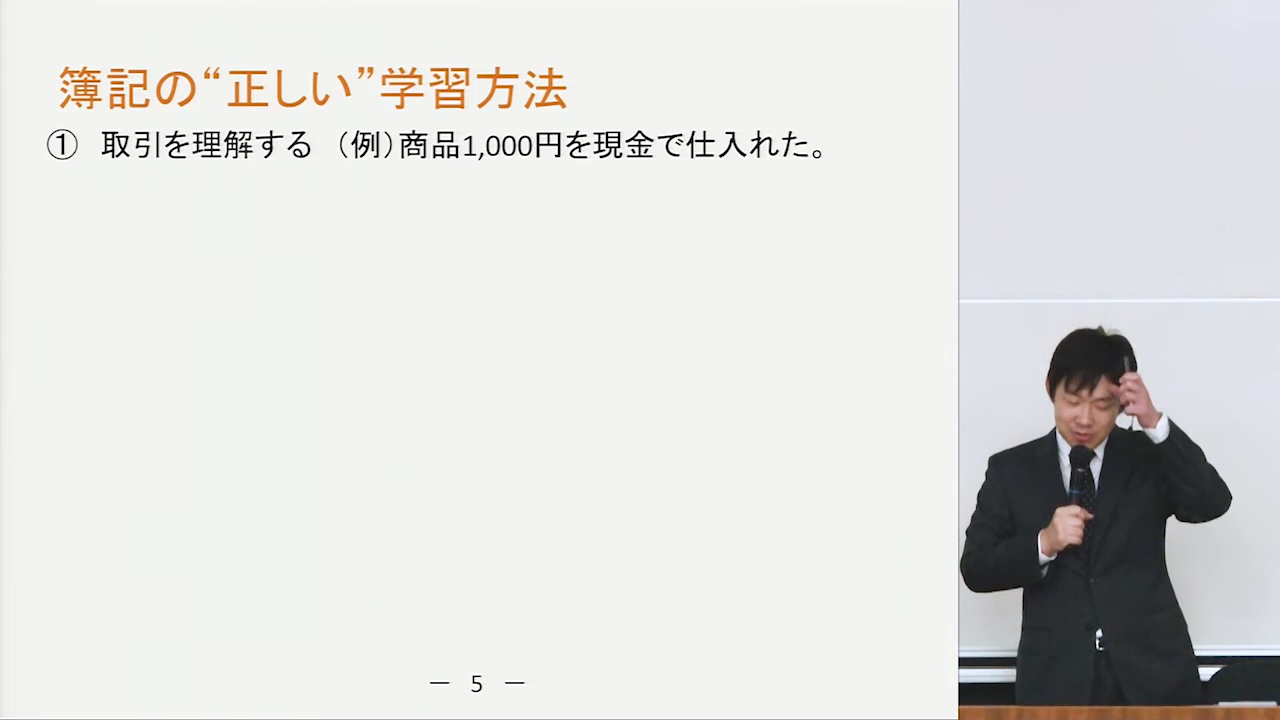 簿記の“正しい”学習方法
① 取引を理解する （例）商品1,000円を現金で仕入れた。
－ 5 －